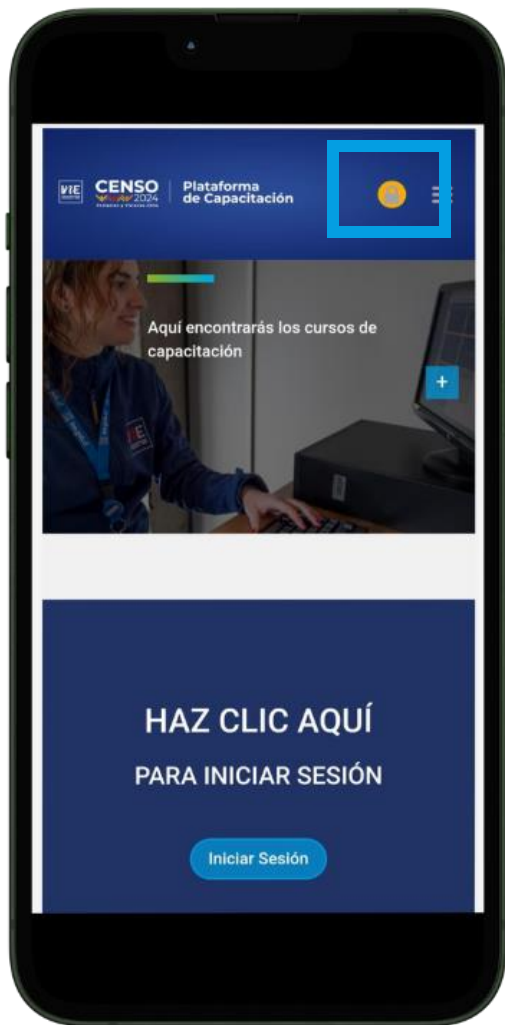 CENSO
2024
Plataforma
de Capacitación
Aquí encontrarás los cursos de
capacitación
+
HAZ CLIC AQUÍ
PARA INICIAR SESIÓN
Iniciar Sesión